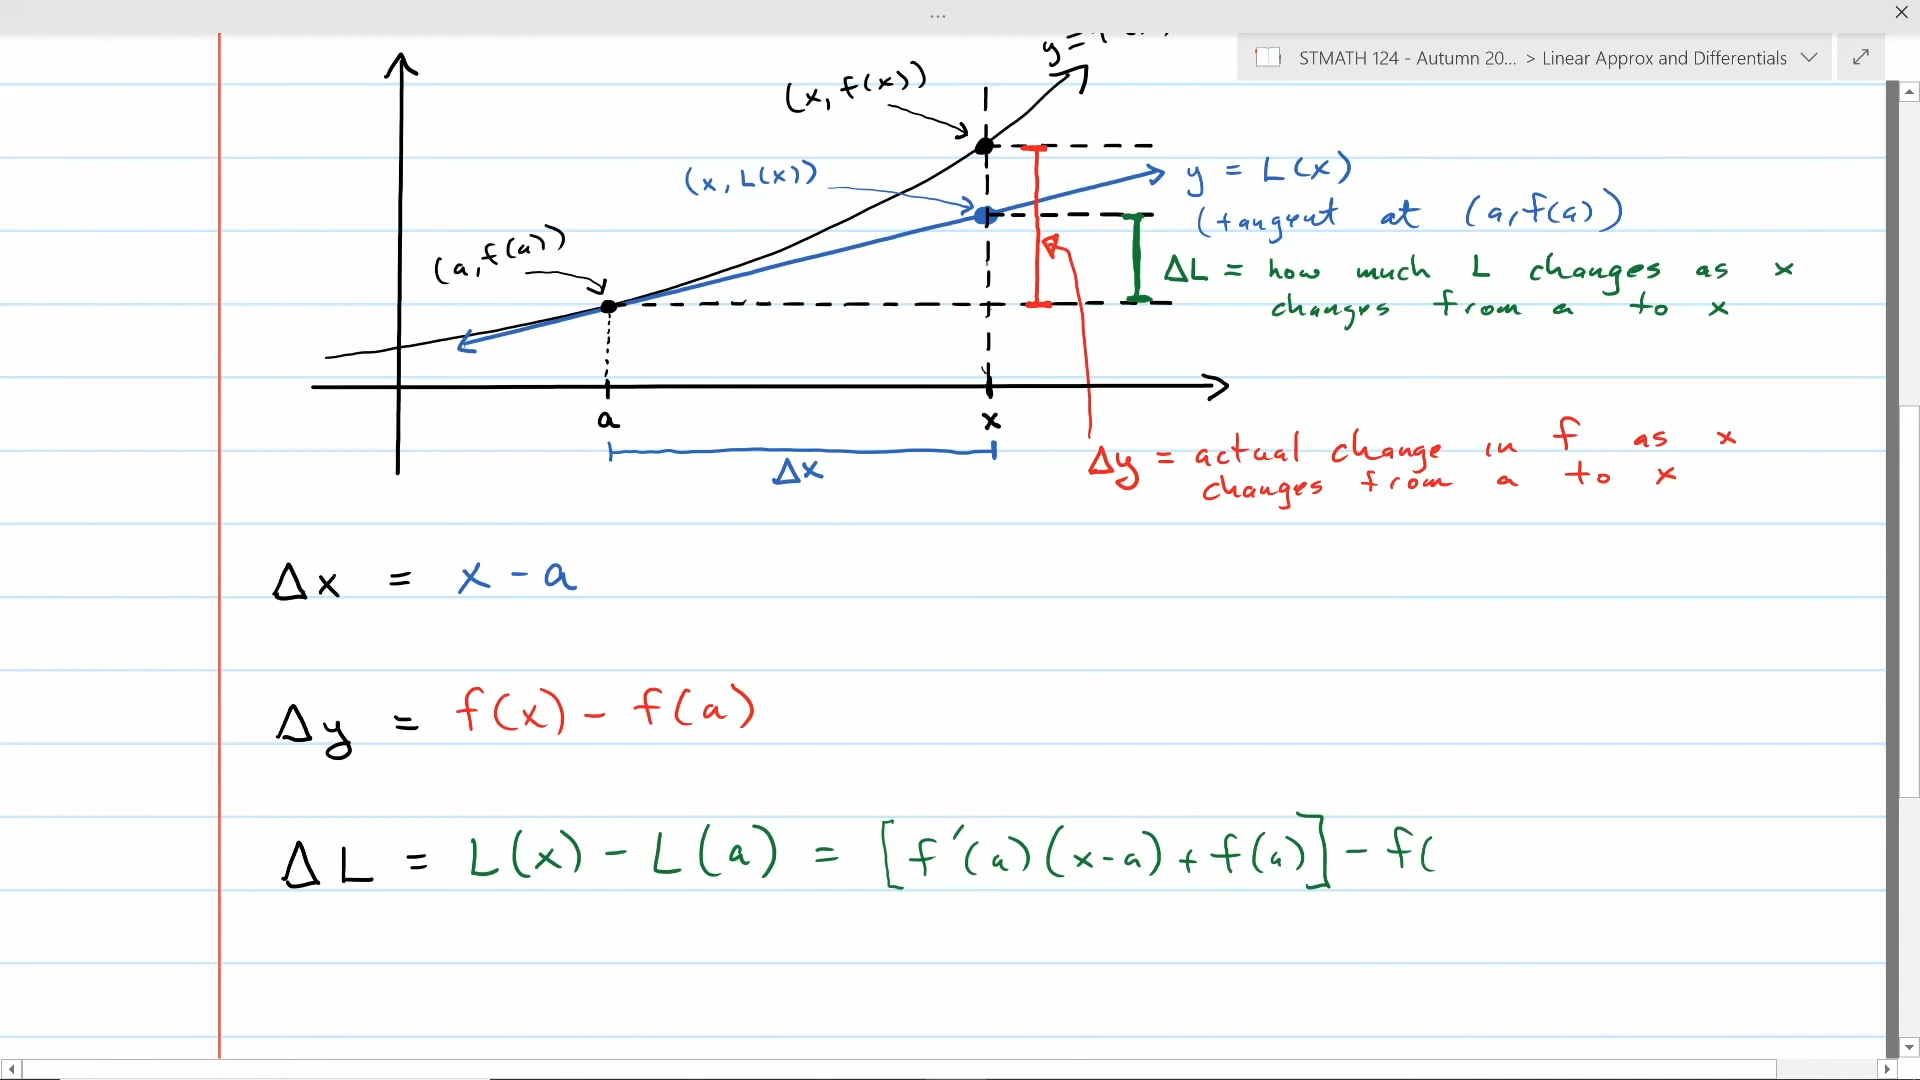 STMATH 124 - Autumn 20... > Linear Approx and Differentials
(x, f(x))
(x, L(x))
y = L(x)
(tangent at (a, f(a))
(a, f(a))
ΔL = how much L changes as x
changes from a to x
a
x
Δx
Δy = actual change in f as x
changes from a to x
Δx = x - a
Δy = f(x) - f(a)
ΔL = L(x) - L(a) = [f'(a)(x-a) + f(a)] - f(